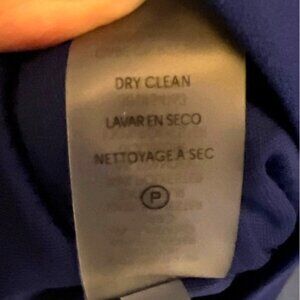 DRY CLEAN
LAVAR EN SECO
NETTOYAGE A SEC
P